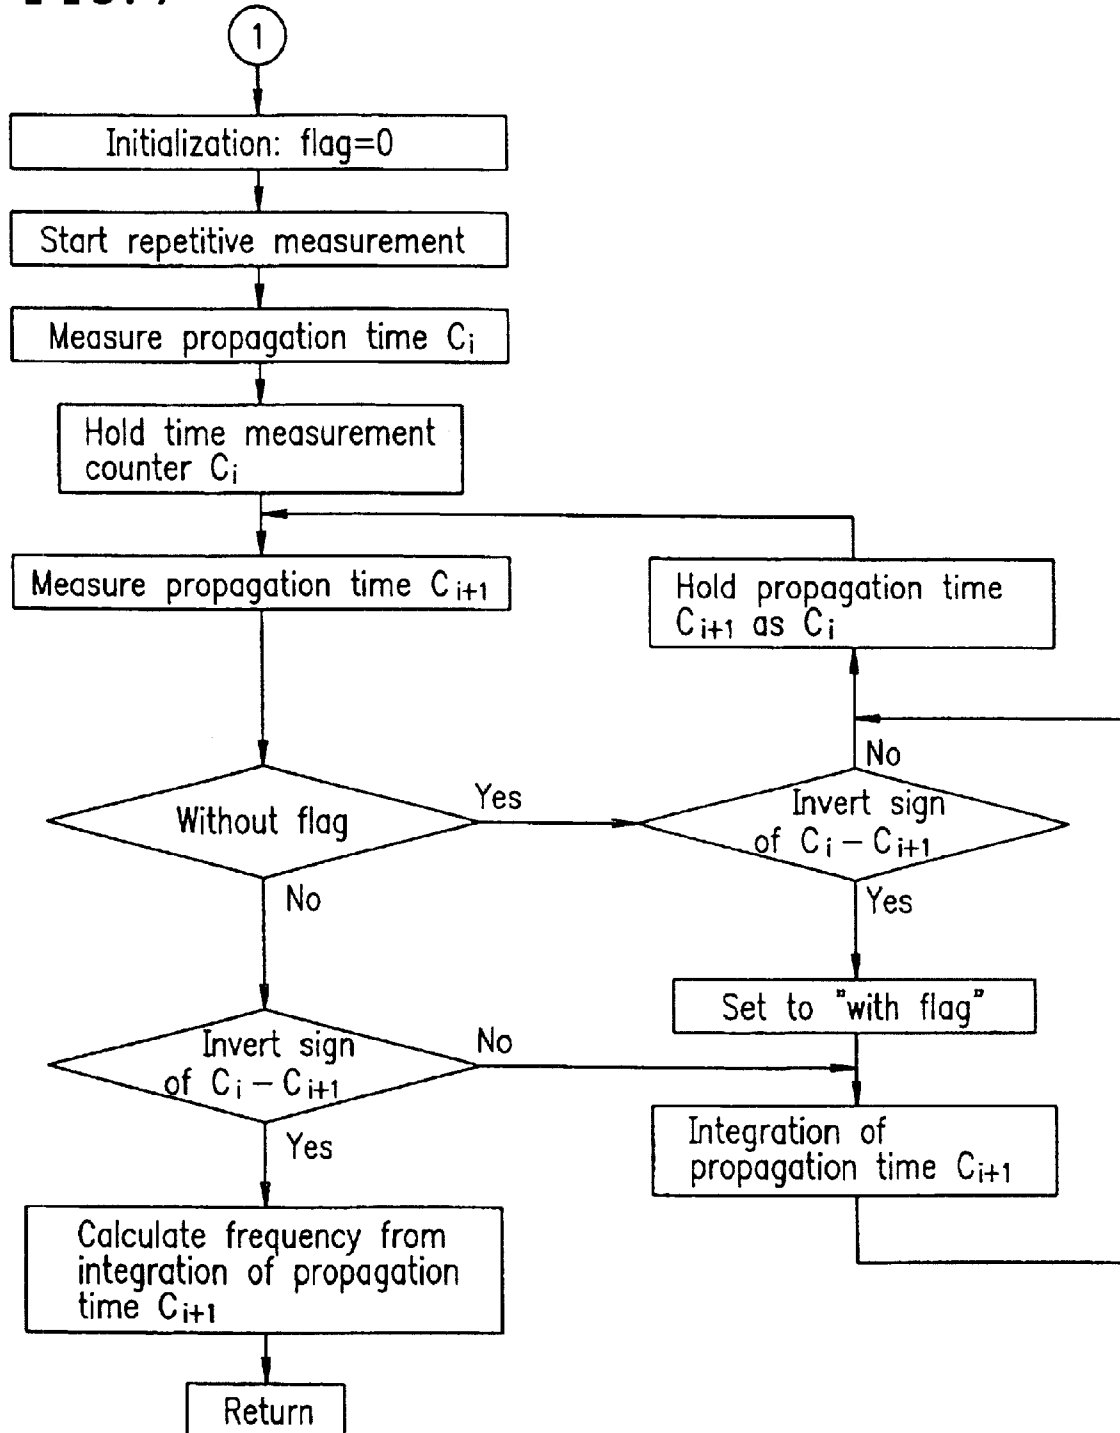 1
Initialization: flag=0
Start repetitive measurement
Measure propagation time Ci
Hold time measurement
counter Ci
Measure propagation time Ci+1
Hold propagation time
Ci+1 as Ci
No
Without flag
Yes
Invert sign
of Ci – Ci+1
No
Yes
Set to "with flag"
Invert sign
of Ci – Ci+1
No
Yes
Integration of
propagation time Ci+1
Calculate frequency from
integration of propagation
time Ci+1
Return